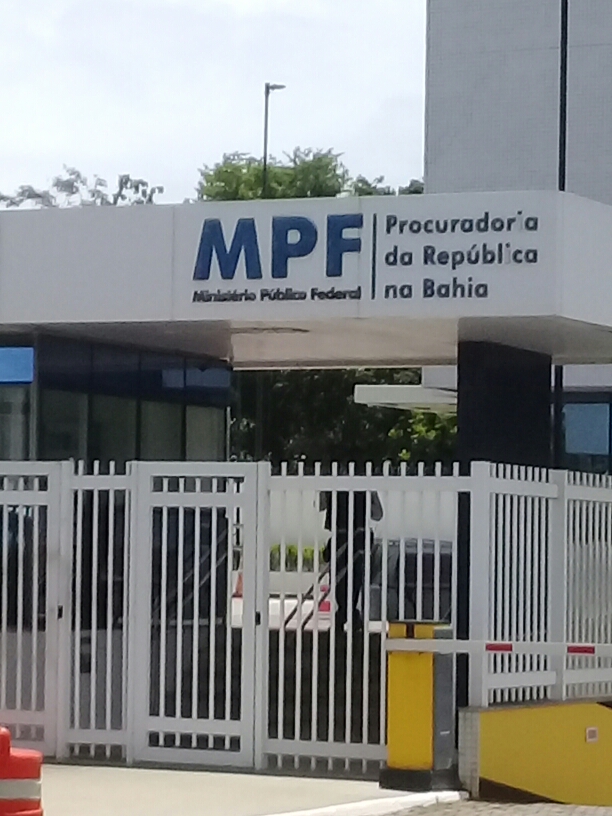 MPF
Ministério Público Federal
Procuradoria
da República
na Bahia